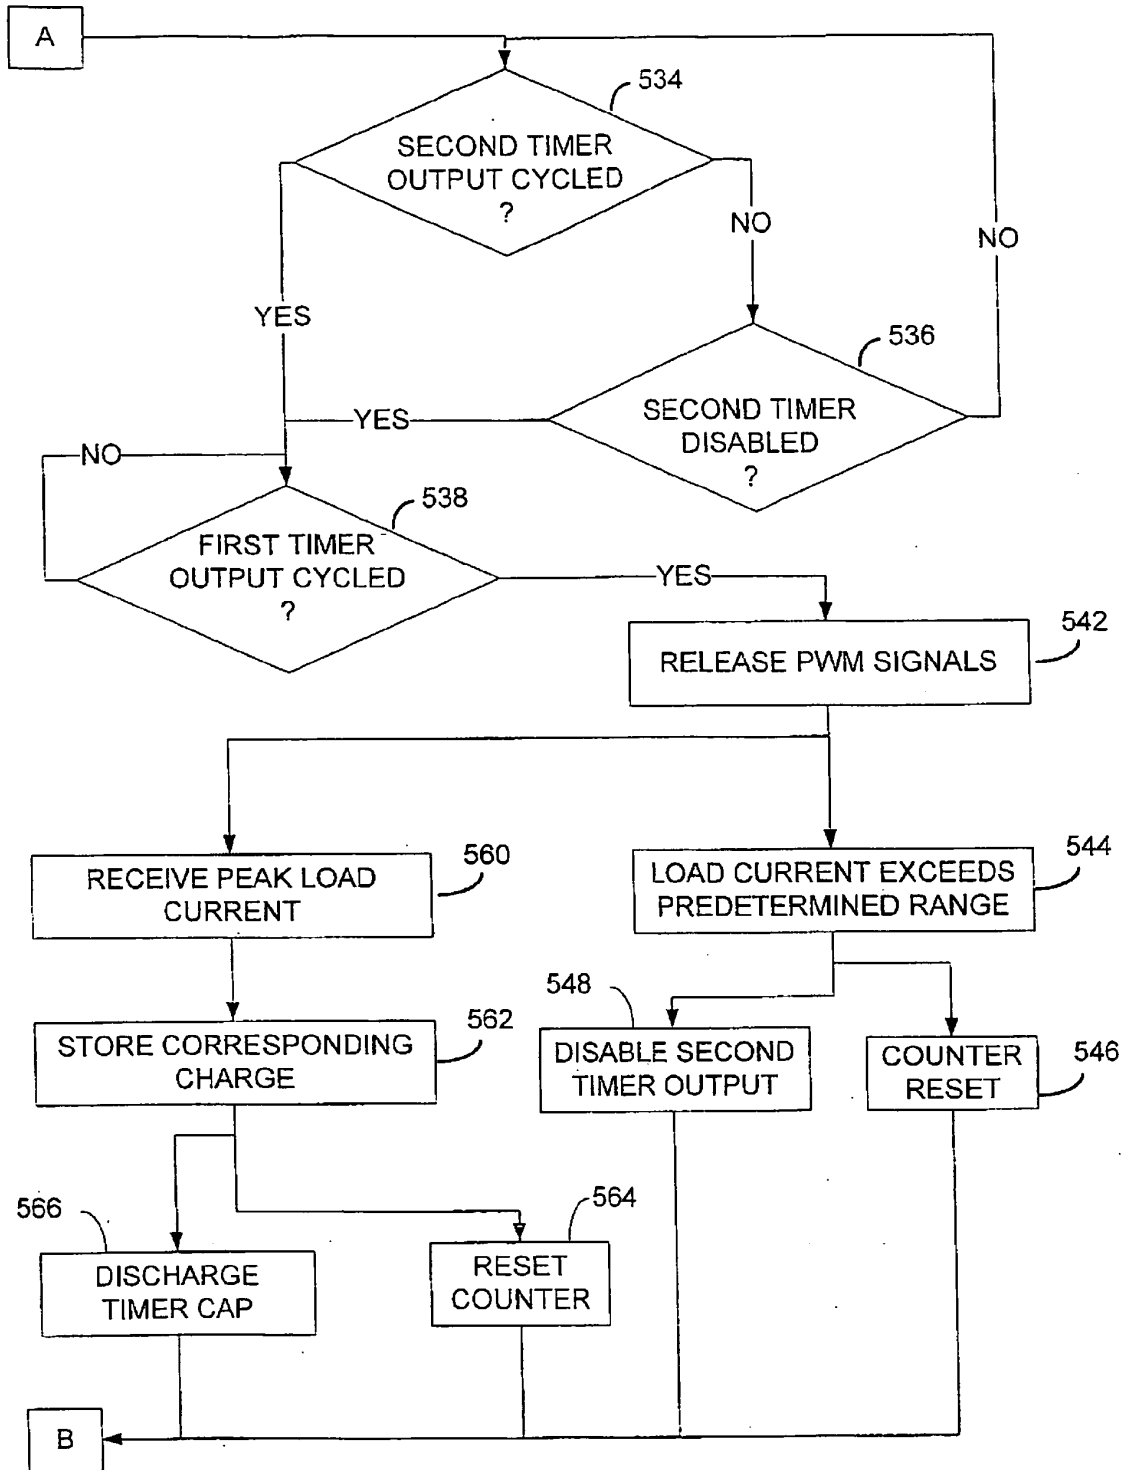 A
534
SECOND TIMER
OUTPUT CYCLED
?
NO
NO
YES
536
SECOND TIMER
DISABLED
?
YES
NO
538
FIRST TIMER
OUTPUT CYCLED
?
YES
542
RELEASE PWM SIGNALS
560
RECEIVE PEAK LOAD
CURRENT
544
LOAD CURRENT EXCEEDS
PREDETERMINED RANGE
562
STORE CORRESPONDING
CHARGE
548
DISABLE SECOND
TIMER OUTPUT
546
COUNTER
RESET
566
DISCHARGE
TIMER CAP
564
RESET
COUNTER
B